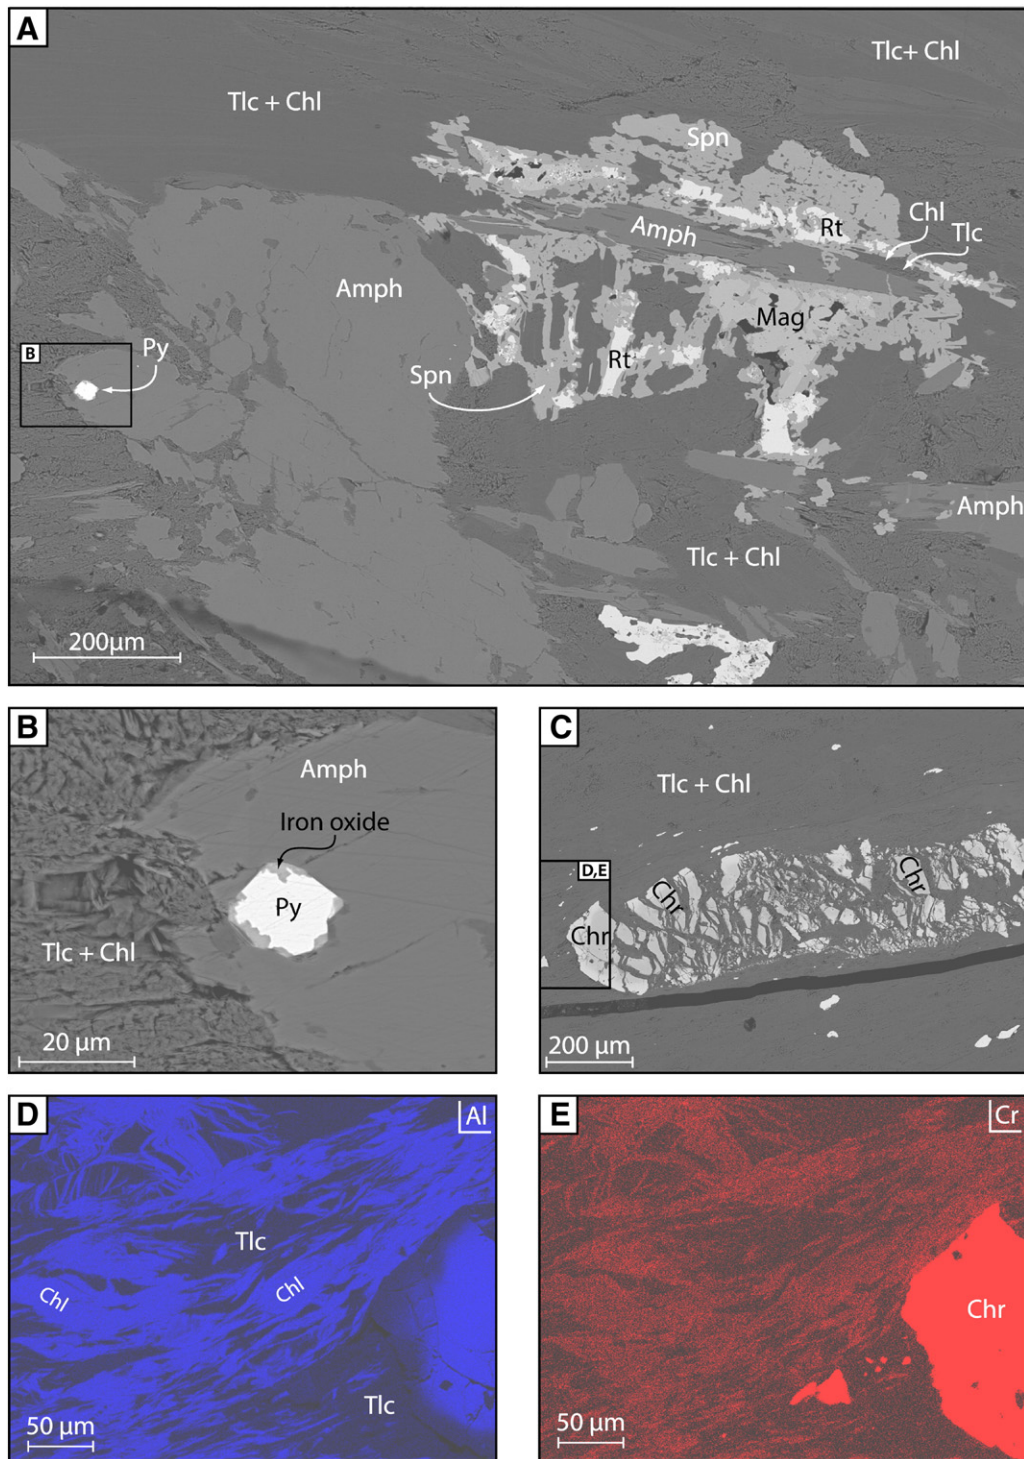 A
Tlc+ Chl
Tlc + Chl
Spn
Chl
Rt
Tlc
Amph
Amph
Mag
B
Py
Rt
Spn
Amph
Tlc + Chl
200µm
B
Amph
Iron oxide
Py
Tlc + Chl
20 µm
C
Tlc + Chl
D,E
Chr
Chr
Chr
200 µm
D
Al
Tlc
Chl
Chl
Tlc
50 µm
E
Cr
Chr
50 µm